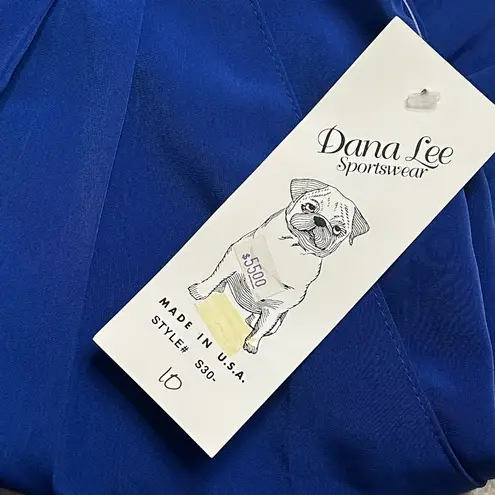 Dana Lee
Sportswear
$5500
MADE IN U.S.A.
STYLE# S30-
10